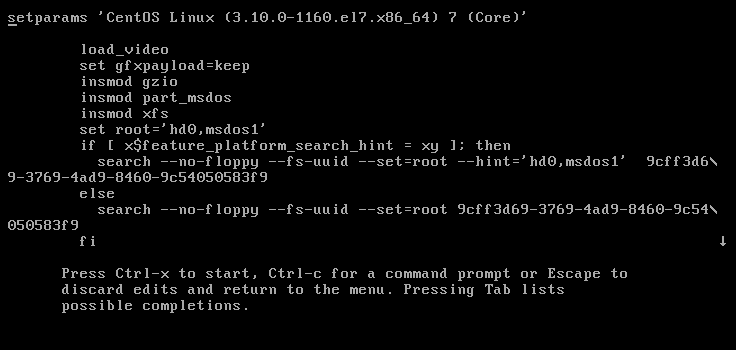 setparams 'CentOS Linux (3.10.0-1160.el7.x86_64) 7 (Core)'
load_video
set gfxpayload=keep
insmod gzio
insmod part_msdos
insmod xfs
set root='hd0,msdos1'
if [ x$feature_platform_search_hint = xy ]; then
search --no-floppy --fs-uuid --set=root --hint='hd0,msdos1'  9cff3d6\
9-3769-4ad9-8460-9c54050583f9
else
search --no-floppy --fs-uuid --set=root 9cff3d69-3769-4ad9-8460-9c54\
050583f9
fi ↓
Press Ctrl-x to start, Ctrl-c for a command prompt or Escape to
discard edits and return to the menu. Pressing Tab lists
possible completions.